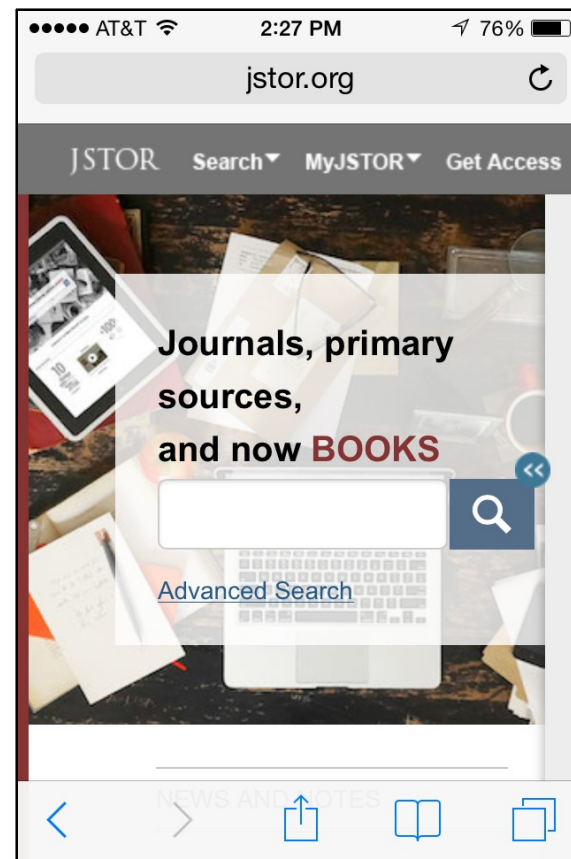 AT&T 2:27 PM 76%
jstor.org
JSTOR Search MyJSTOR Get Access
Journals, primary
sources,
and now BOOKS
Advanced Search
NEWS AND NOTES